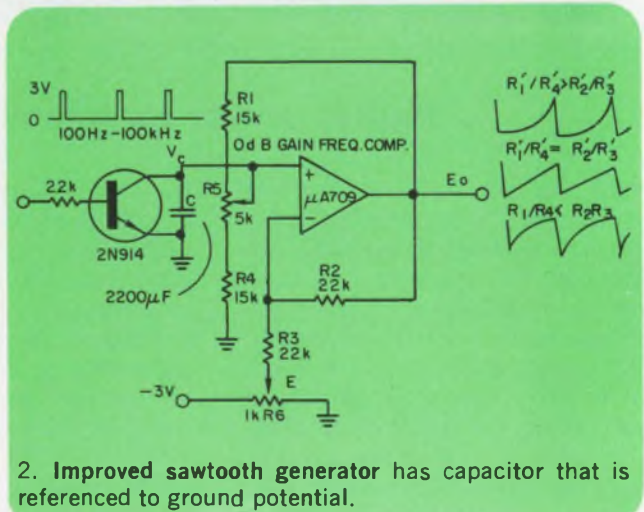 3V
0
100Hz-100kHz
22k
2N914
2200µF
Vc
C
R1
15k
R5
5k
R4
15k
0dB GAIN FREQ. COMP.
+
µA709
−
R2
22k
R3
22k
E
-3V
1k R6
Eo
R1'/R4'>R2'/R3'
R1'/R4'= R2'/R3'
R1/R4< R2R3
2. Improved sawtooth generator has capacitor that is
referenced to ground potential.